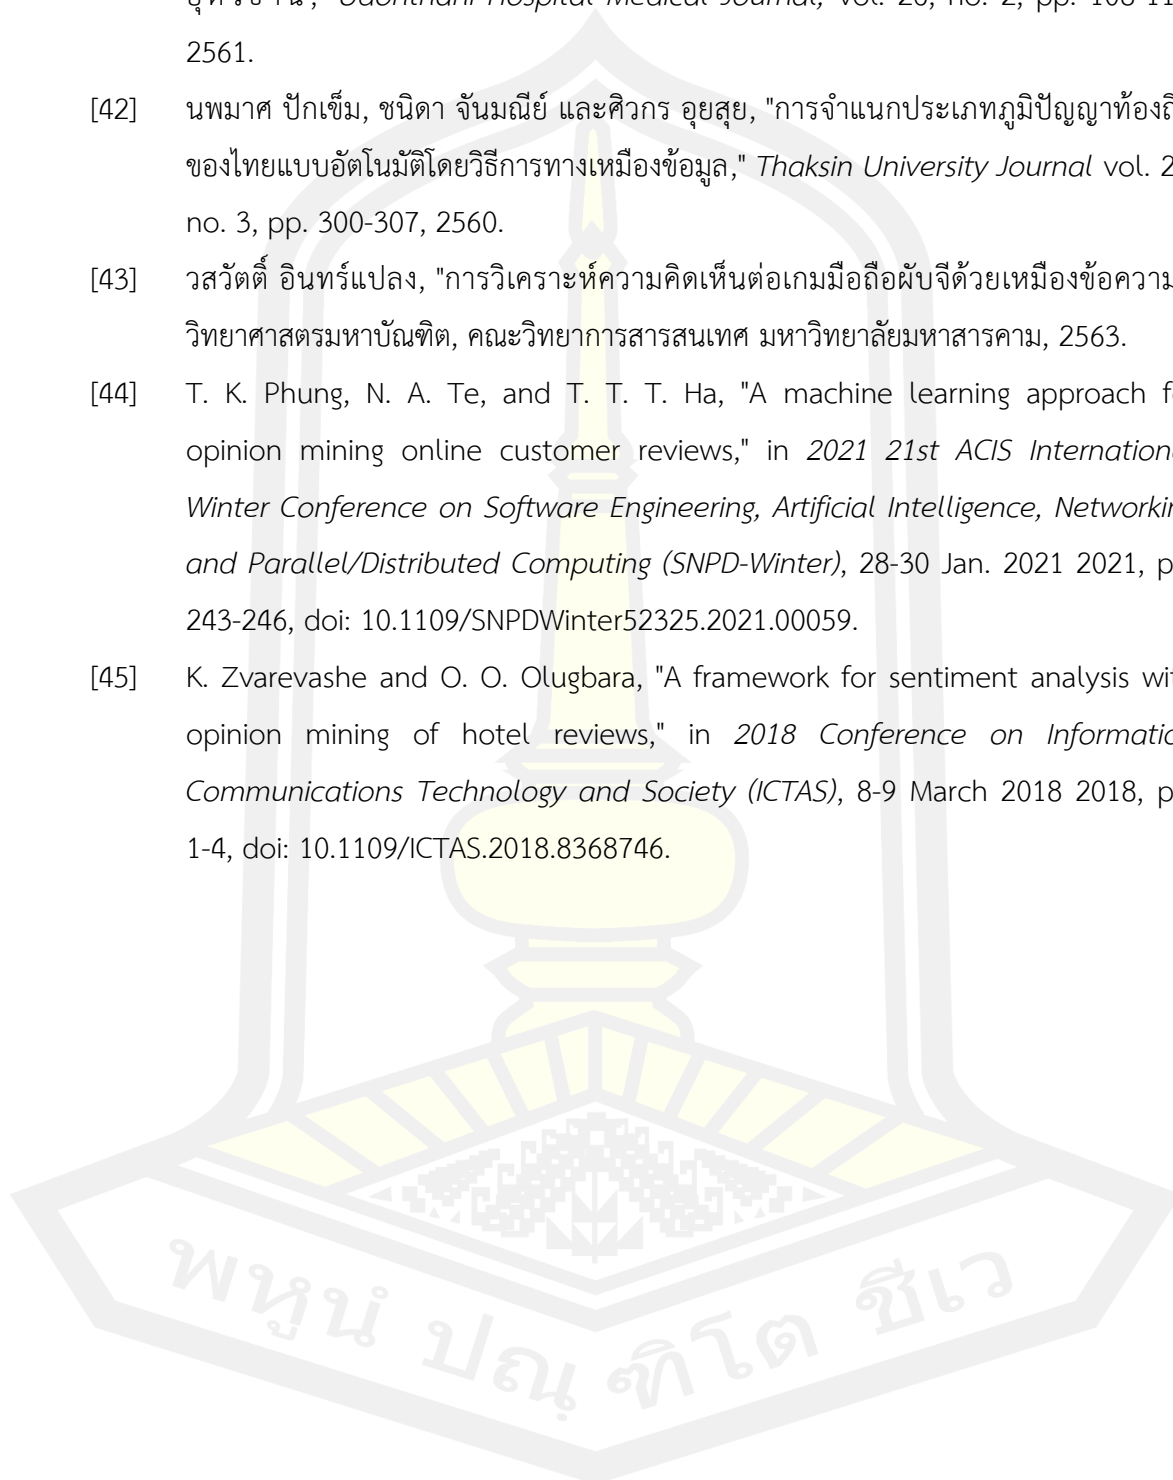 Udonthani Hospital Medical Journal, vol. 26, no. 2, pp.
2561.
[42] นพมาศ ปักเข็ม, ชนิดา จันมณีย์ และศิวกร อุยสุย, "การจำแนกประเภทภูมิปัญญา
ของไทยแบบอัตโนมัติโดยวิธีการทางเหมืองข้อมูล," Thaksin University Journal vol.
no. 3, pp. 300-307, 2560.
[43] วสวัตติ์ อินทร์แปลง, "การวิเคราะห์ความคิดเห็นต่อเกมมือถือผับจีด้วยเหมืองข้อความ
วิทยาศาสตรมหาบัณฑิต, คณะวิทยาการสารสนเทศ มหาวิทยาลัยมหาสารคาม, 2563.
[44] T. K. Phung, N. A. Te, and T. T. T. Ha, "A machine learning approach
opinion mining online customer reviews," in 2021 21st ACIS
Winter Conference on Software Engineering, Artificial Intelligence,
and Parallel/Distributed Computing (SNPD-Winter), 28-30 Jan. 2021 2021,
243-246, doi: 10.1109/SNPDWinter52325.2021.00059.
[45] K. Zvarevashe and O. O. Olugbara, "A framework for sentiment analysis
opinion mining of hotel reviews," in 2018 Conference on
Communications Technology and Society (ICTAS), 8-9 March 2018 2018,
1-4, doi: 10.1109/ICTAS.2018.8368746.
พหูนํ ปณฺฑิโต ชีเว